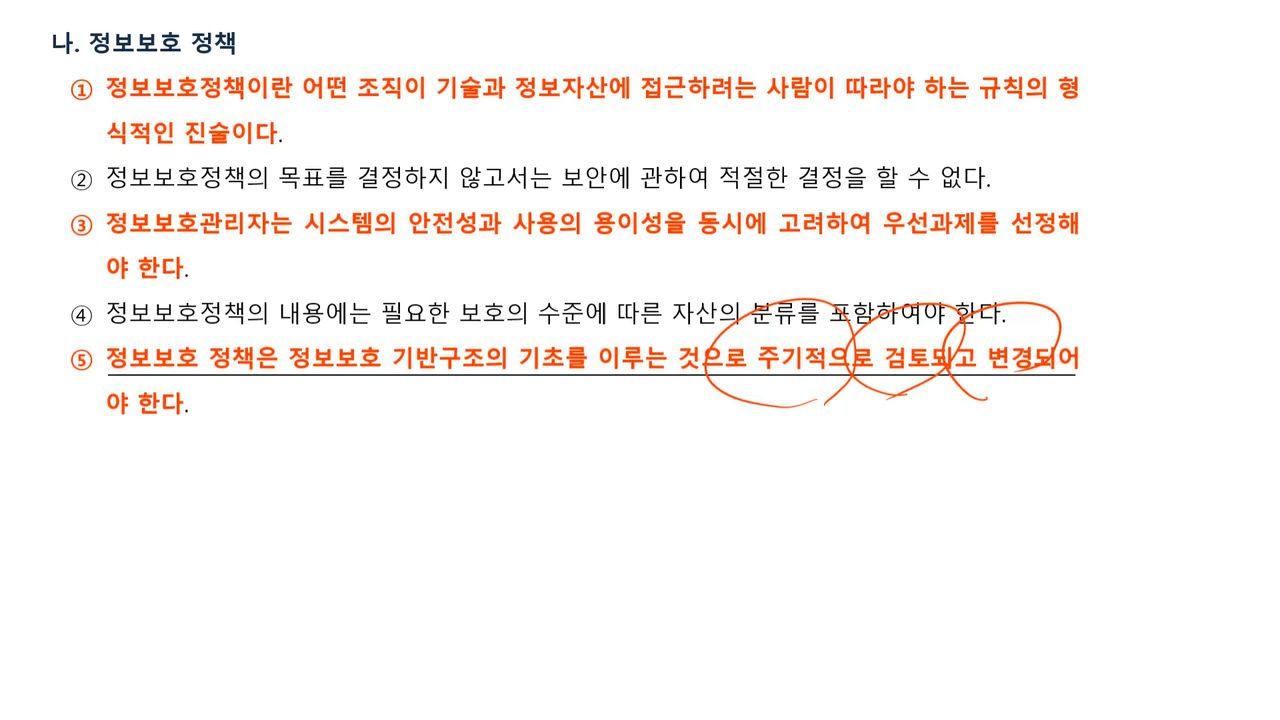 나. 정보보호 정책
① 정보보호정책이란 어떤 조직이 기술과 정보자산에 접근하려는 사람이 따라야 하는 규칙의 형
식적인 진술이다.
② 정보보호정책의 목표를 결정하지 않고서는 보안에 관하여 적절한 결정을 할 수 없다.
③ 정보보호관리자는 시스템의 안전성과 사용의 용이성을 동시에 고려하여 우선과제를 선정해
야 한다.
④ 정보보호정책의 내용에는 필요한 보호의 수준에 따른 자산의 분류를 포함하여야 한다.
⑤ 정보보호 정책은 정보보호 기반구조의 기초를 이루는 것으로 주기적으로 검토되고 변경되어
야 한다.